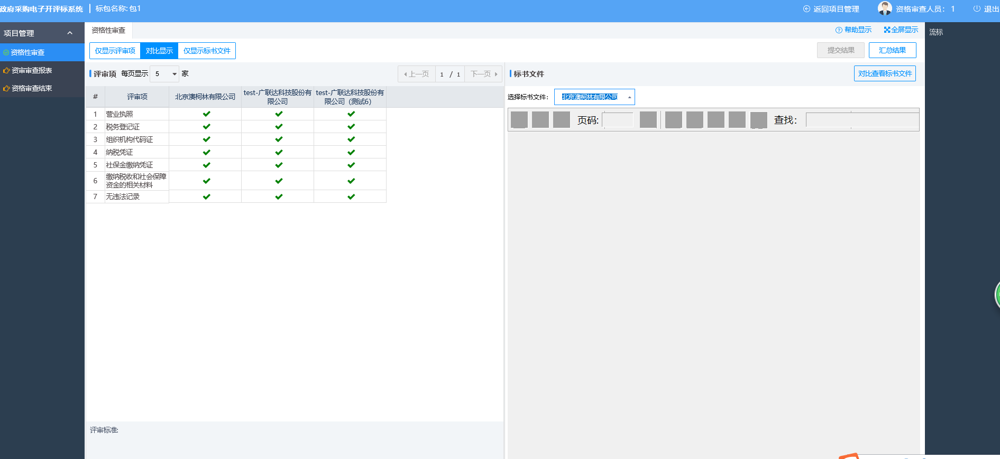 政府采购电子开评标系统 标包名称:包1
返回项目管理 资格审查人员： 1 退出
项目管理
资格性审查
资审审查报表
资格审查结束
资格性审查
帮助显示 全屏显示
流标
仅显示评审项 对比显示 仅显示标书文件
提交结果 汇总结果
评审项 每页显示 5 家
上一页 1 / 1 下一页
# 评审项 北京澳柯林有限公司 test-广联达科技股份有限公司 test-广联达科技股份有限公司（测试6）
1 营业执照
2 税务登记证
3 组织机构代码证
4 纳税凭证
5 社保金缴纳凭证
6 缴纳税收和社会保障资金的相关材料
7 无违法记录
评审标准:
标书文件
对比查看标书文件
选择标书文件： 北京澳柯林有限公司
页码: 查找：